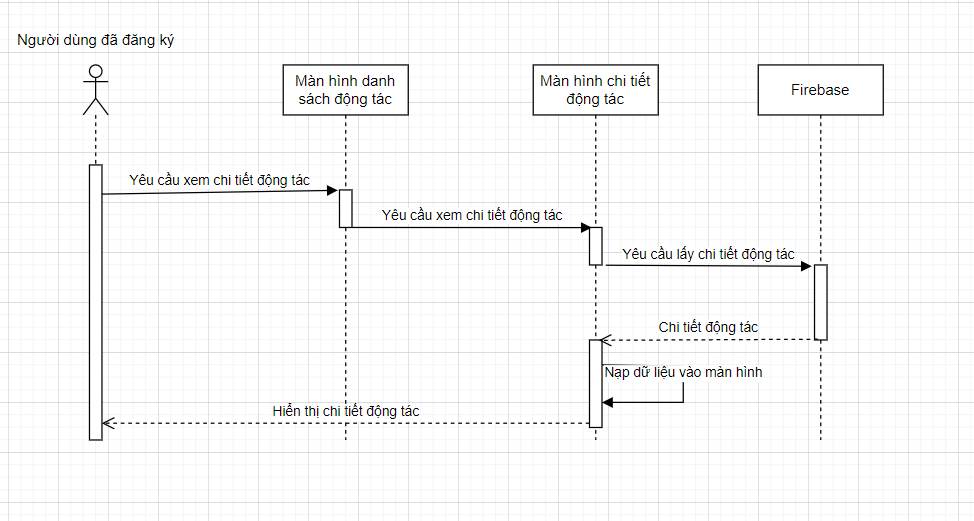 Người dùng đã đăng ký
Màn hình danh
sách động tác
Màn hình chi tiết
động tác
Firebase
Yêu cầu xem chi tiết động tác
Yêu cầu xem chi tiết động tác
Yêu cầu lấy chi tiết động tác
Chi tiết động tác
Nạp dữ liệu vào màn hình
Hiển thị chi tiết động tác